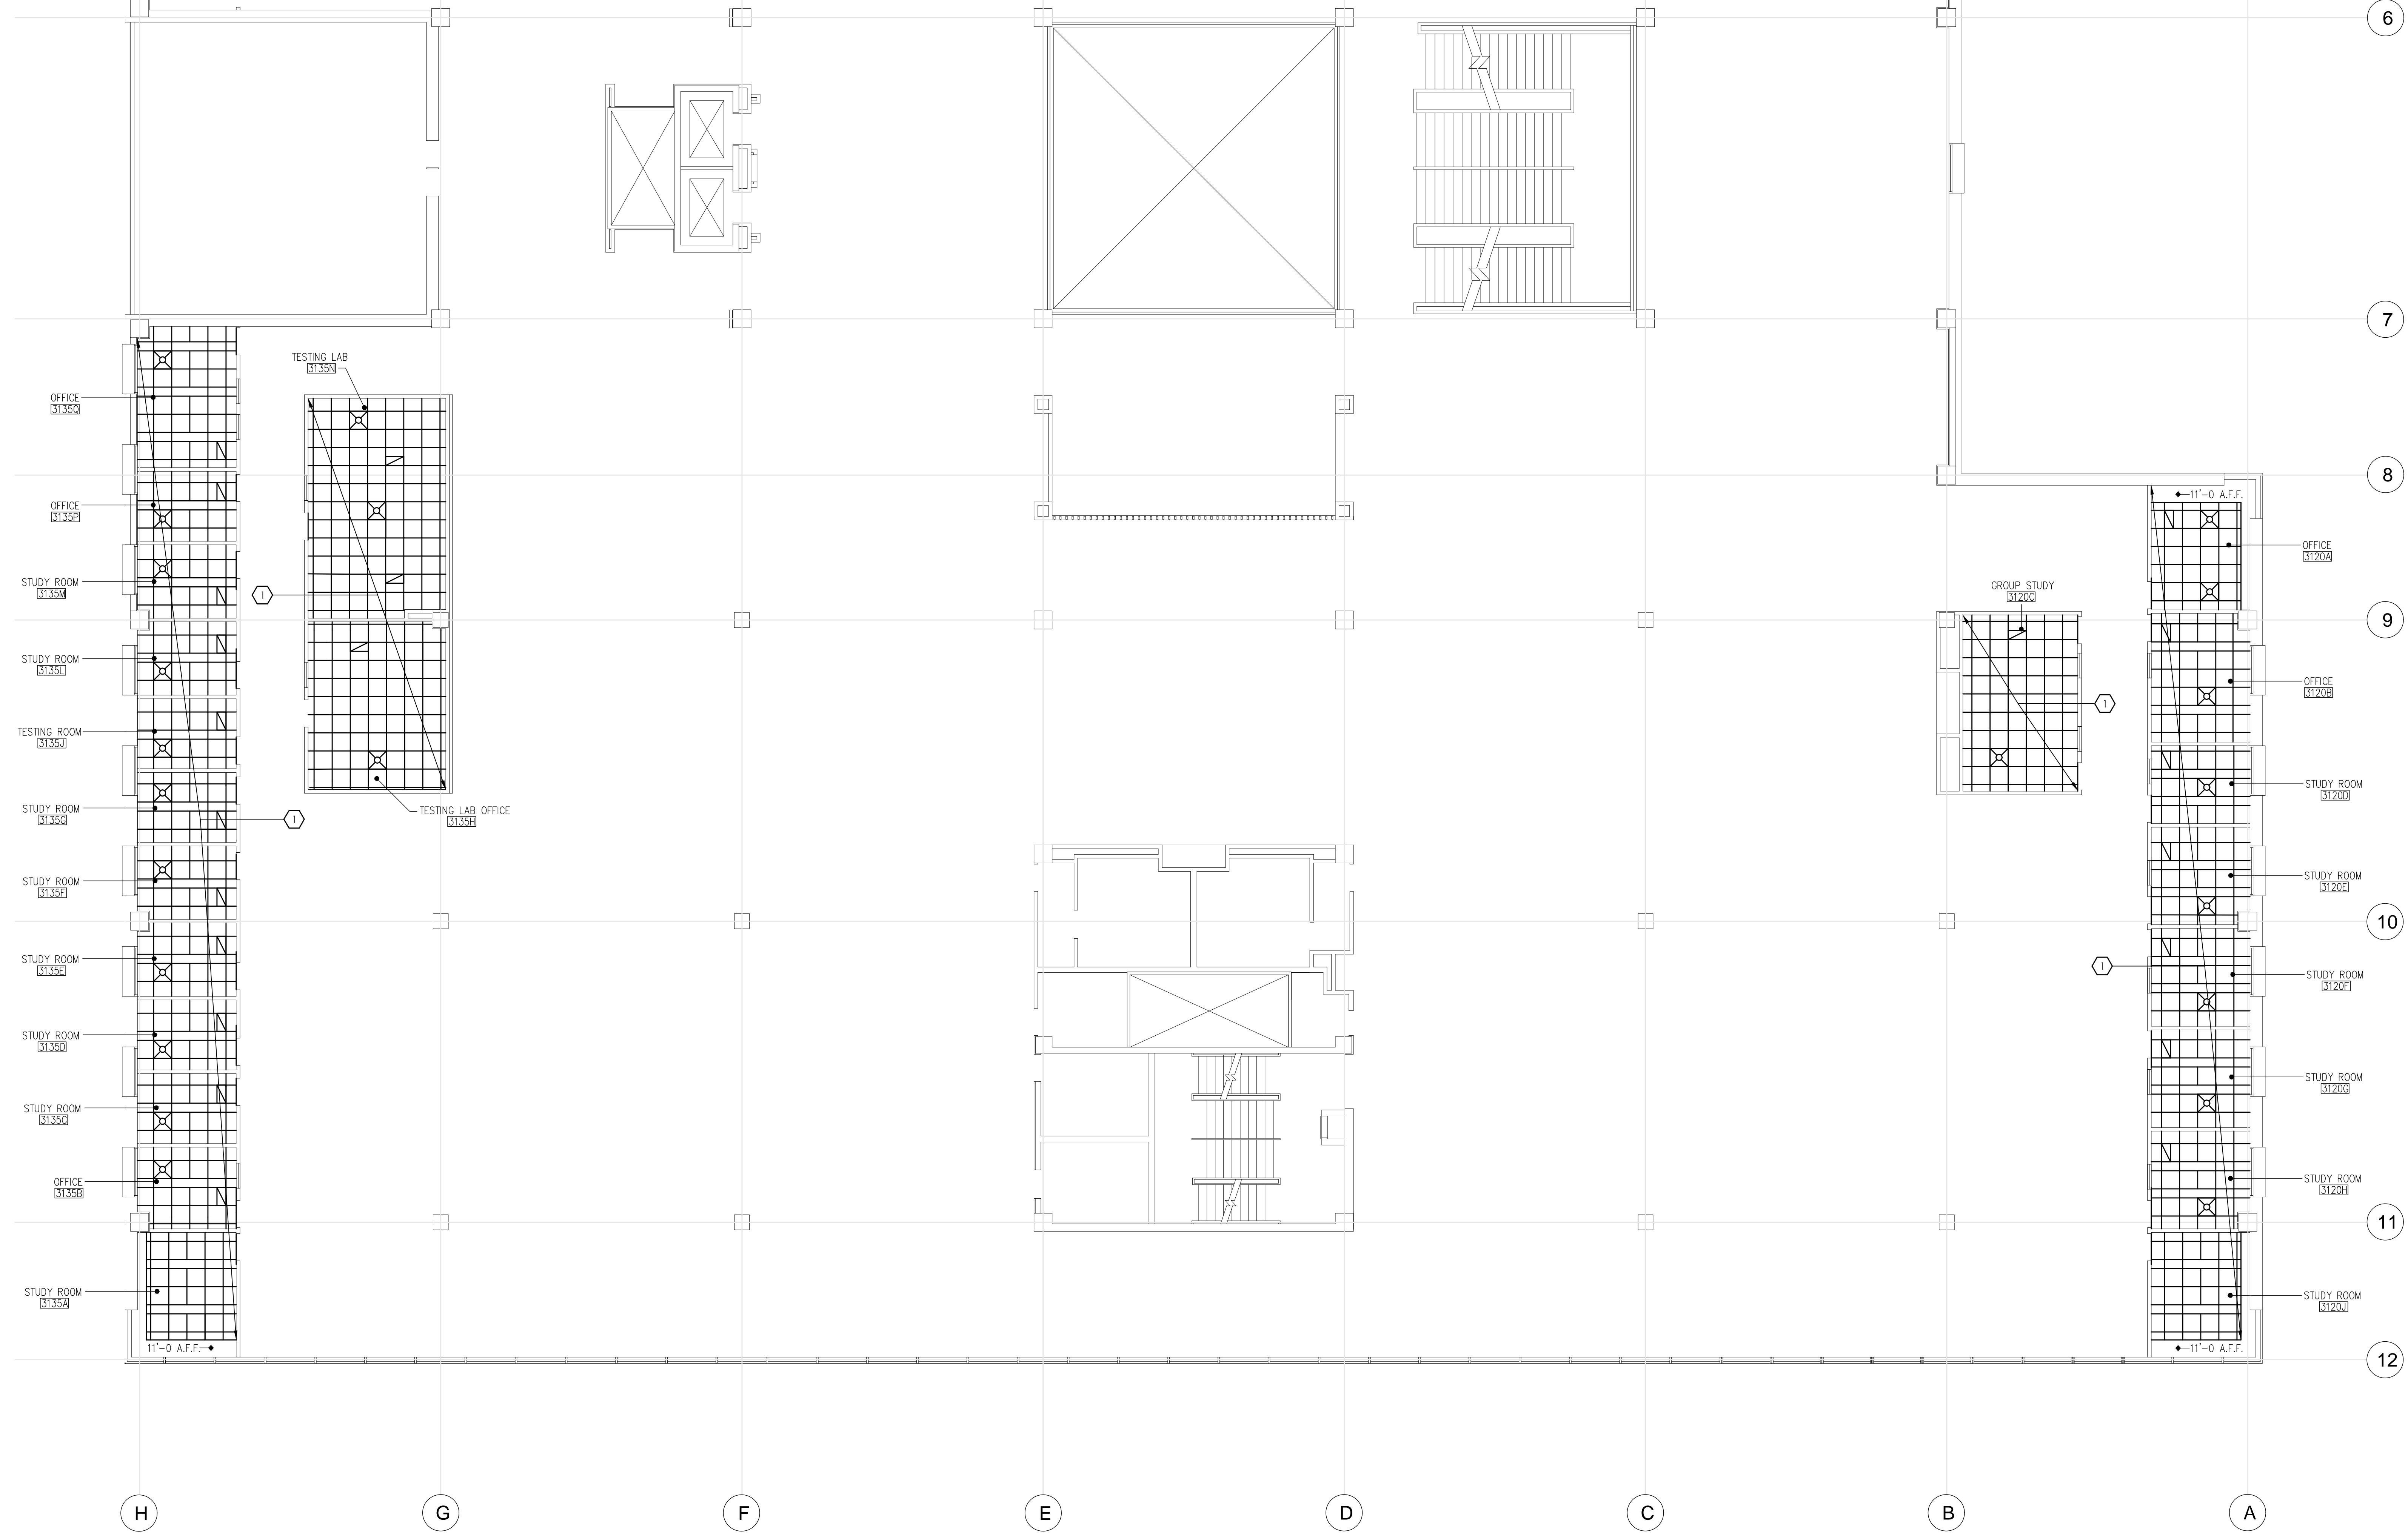 6
7
TESTING LAB
3135N
OFFICE
3135Q
8
11'-0 A.F.F.
OFFICE
3135P
OFFICE
3120A
STUDY ROOM
3135M
1
GROUP STUDY
3120C
9
STUDY ROOM
3135L
OFFICE
3120B
1
TESTING ROOM
3135J
STUDY ROOM
3120D
STUDY ROOM
3135G
1
TESTING LAB OFFICE
3135H
STUDY ROOM
3135F
STUDY ROOM
3120E
10
STUDY ROOM
3135E
1
STUDY ROOM
3120F
STUDY ROOM
3135D
STUDY ROOM
3120G
STUDY ROOM
3135C
OFFICE
3135B
STUDY ROOM
3120H
11
STUDY ROOM
3135A
STUDY ROOM
3120J
11'-0 A.F.F.
11'-0 A.F.F.
12
H
G
F
E
D
C
B
A